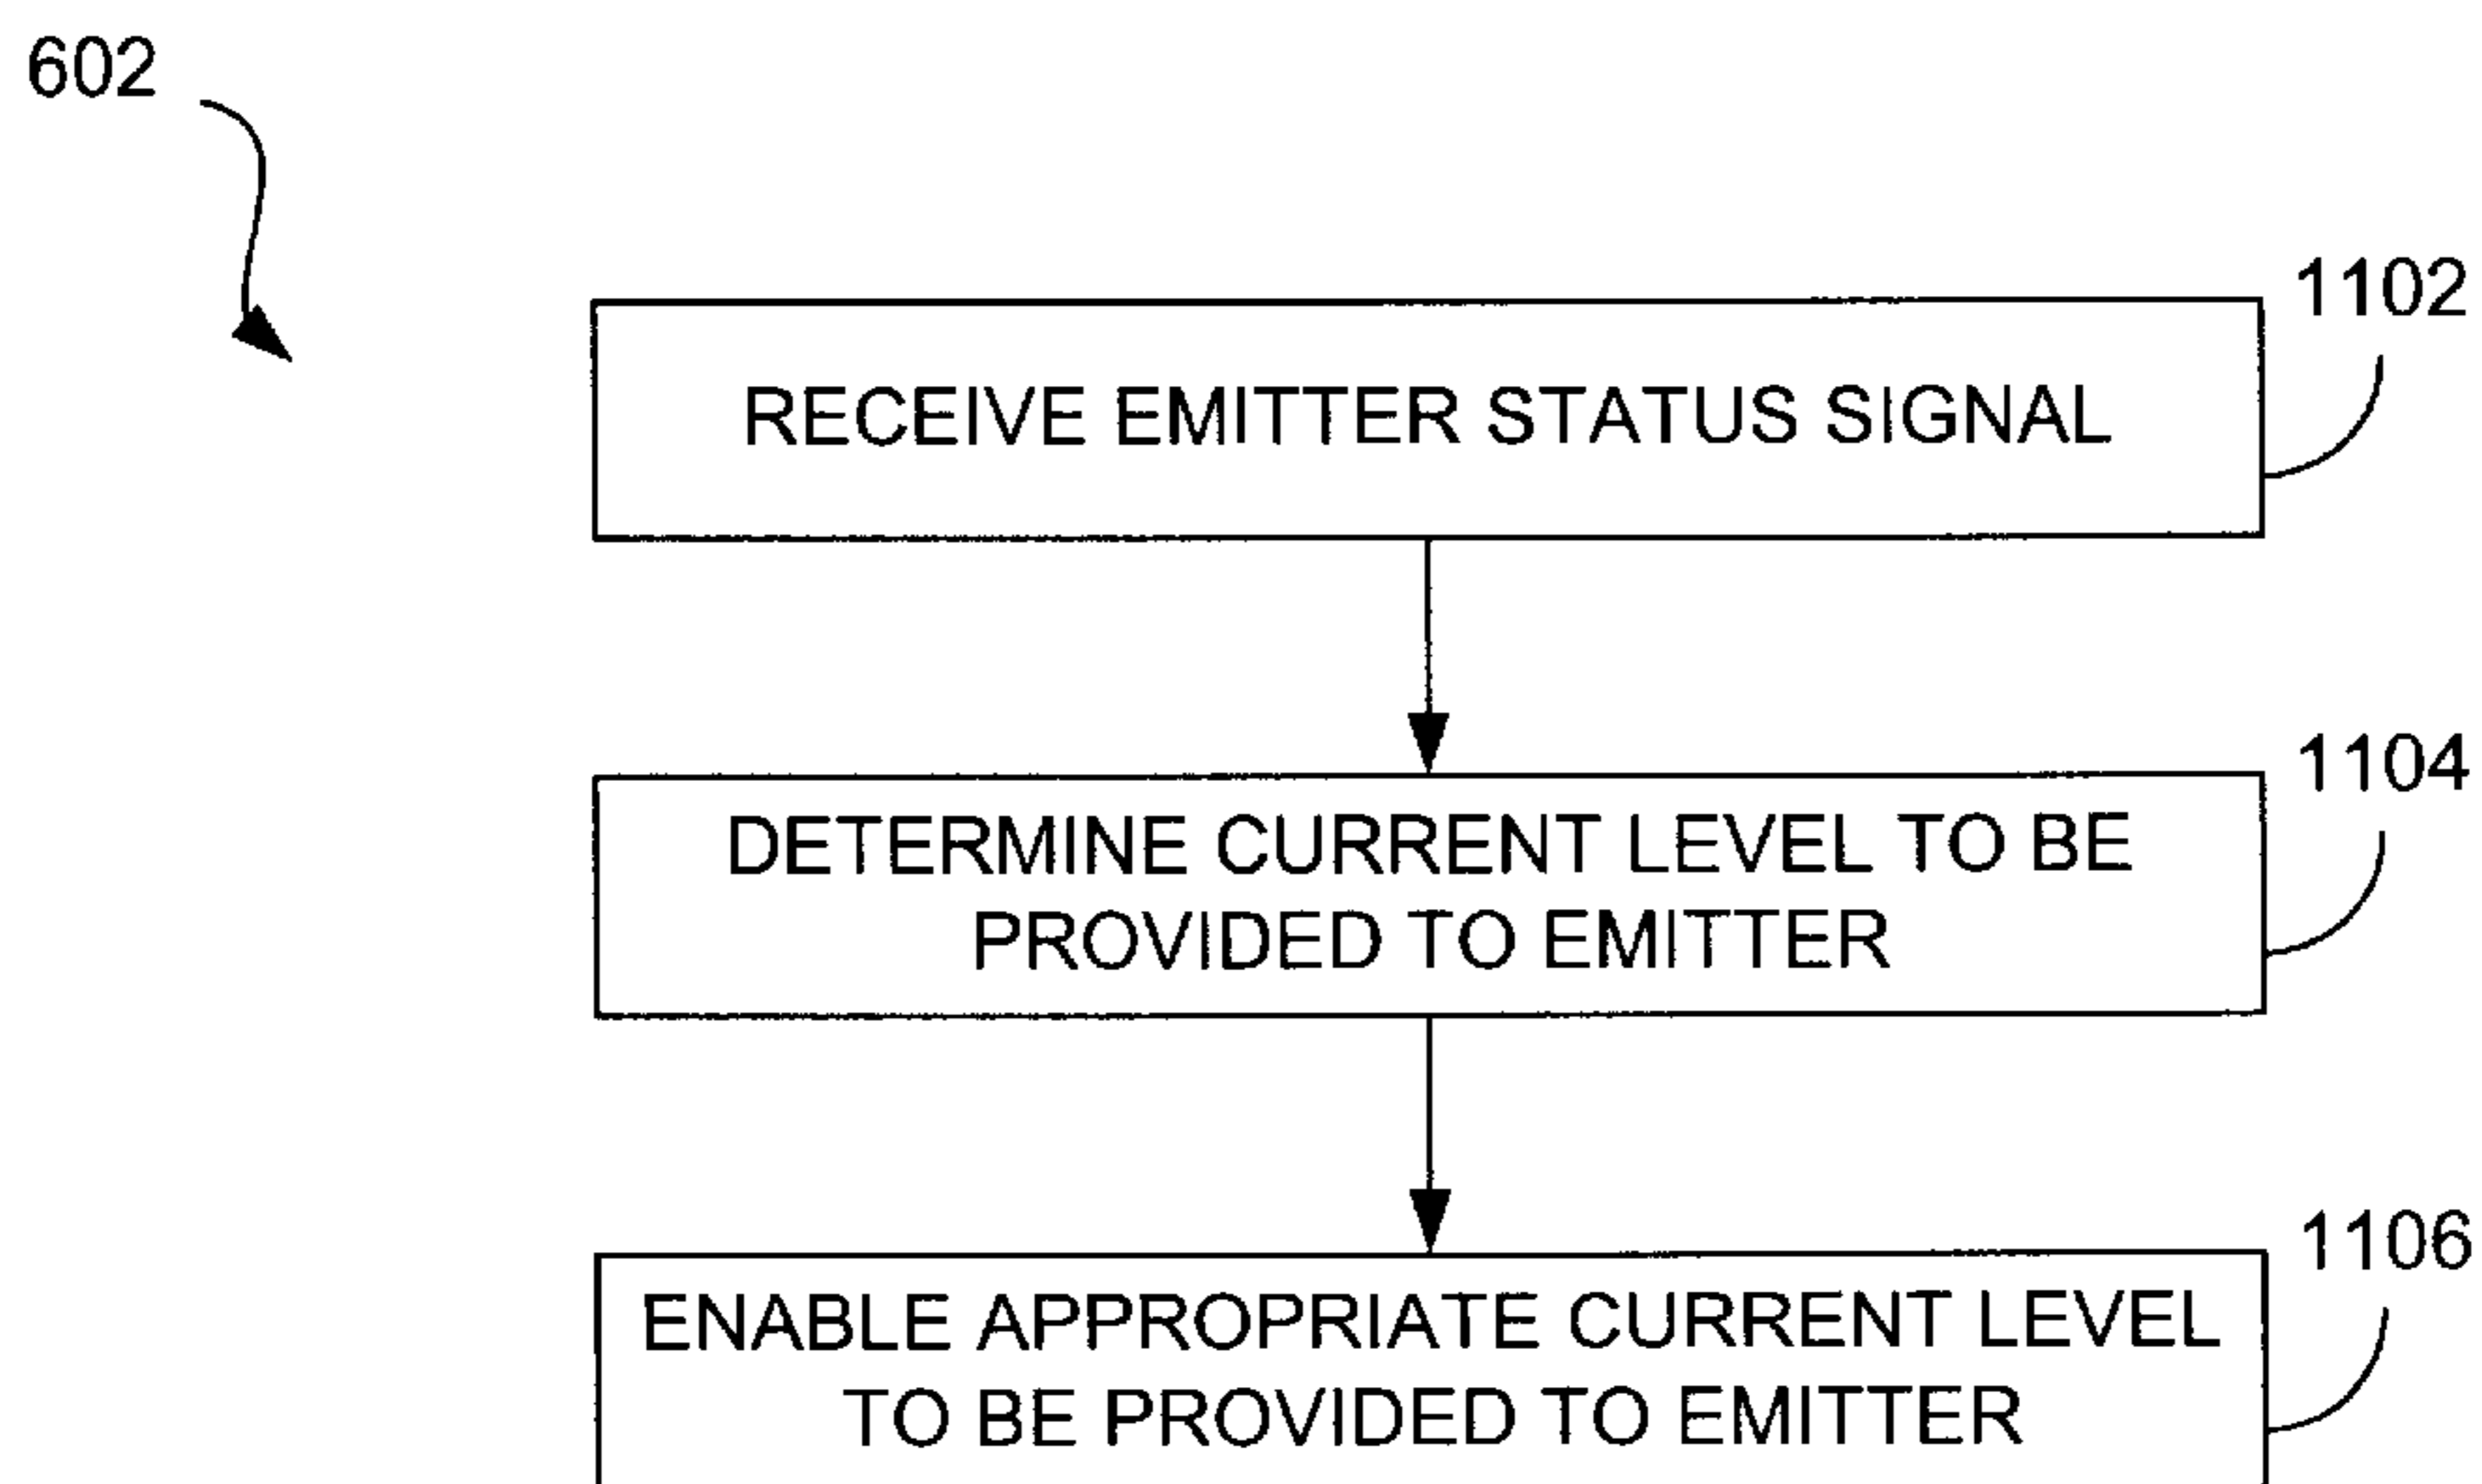 602
1102
RECEIVE EMITTER STATUS SIGNAL
1104
DETERMINE CURRENT LEVEL TO BE
PROVIDED TO EMITTER
1106
ENABLE APPROPRIATE CURRENT LEVEL
TO BE PROVIDED TO EMITTER